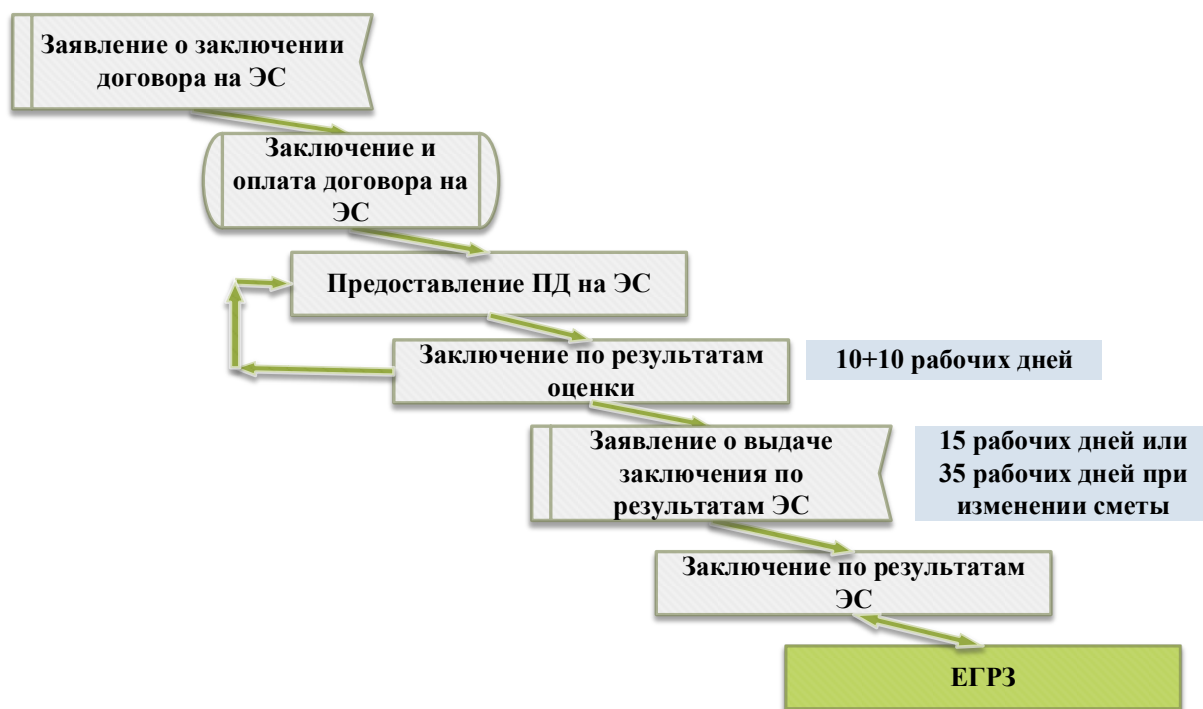 Заявление о заключении
договора на ЭС
Заключение и
оплата договора на
ЭС
Предоставление ПД на ЭС
Заключение по результатам
оценки
10+10 рабочих дней
Заявление о выдаче
заключения по
результатам ЭС
15 рабочих дней или
35 рабочих дней при
изменении сметы
Заключение по результатам
ЭС
ЕГРЗ